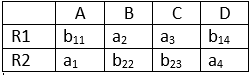 A B C D
R1 b₁₁ a₂ a₃ b₁₄
R2 a₁ b₂₂ b₂₃ a₄